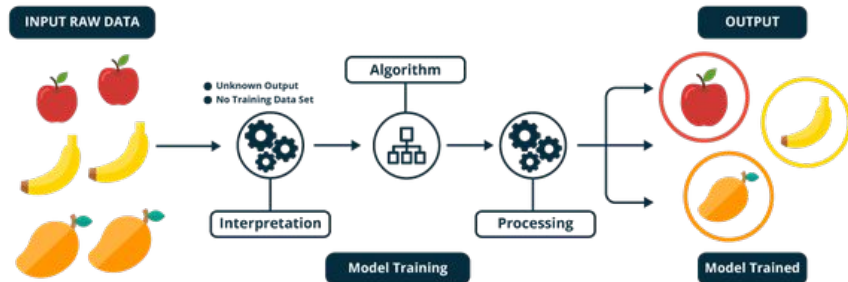 INPUT RAW DATA
OUTPUT
Algorithm
● Unknown Output
● No Training Data Set
Interpretation
Processing
Model Training
Model Trained